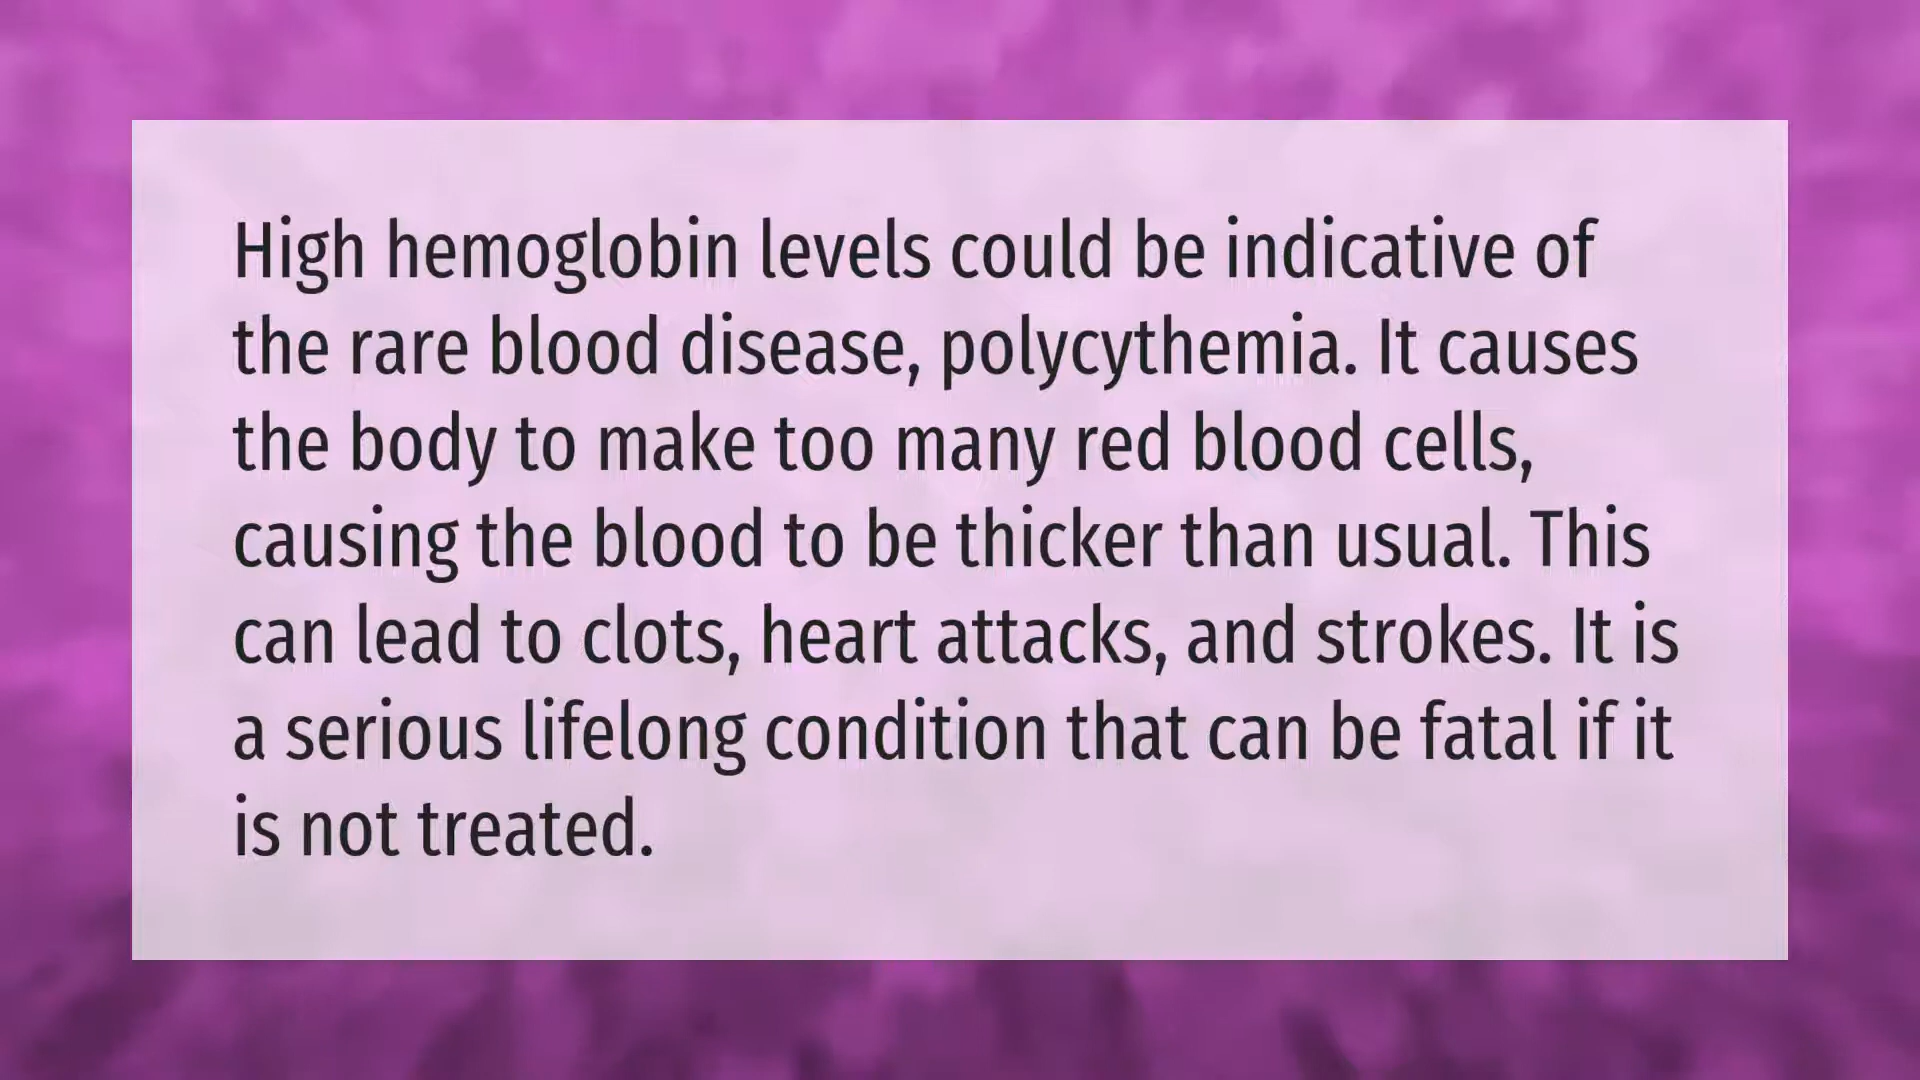 High hemoglobin levels could be indicative of
the rare blood disease, polycythemia. It causes
the body to make too many red blood cells,
causing the blood to be thicker than usual. This
can lead to clots, heart attacks, and strokes. It is
a serious lifelong condition that can be fatal if it
is not treated.